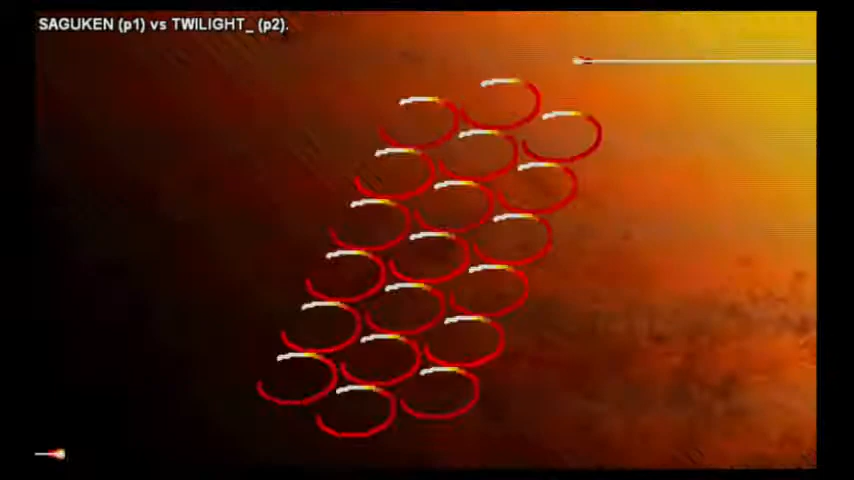 SAGUKEN (p1) vs TWILIGHT_ (p2).